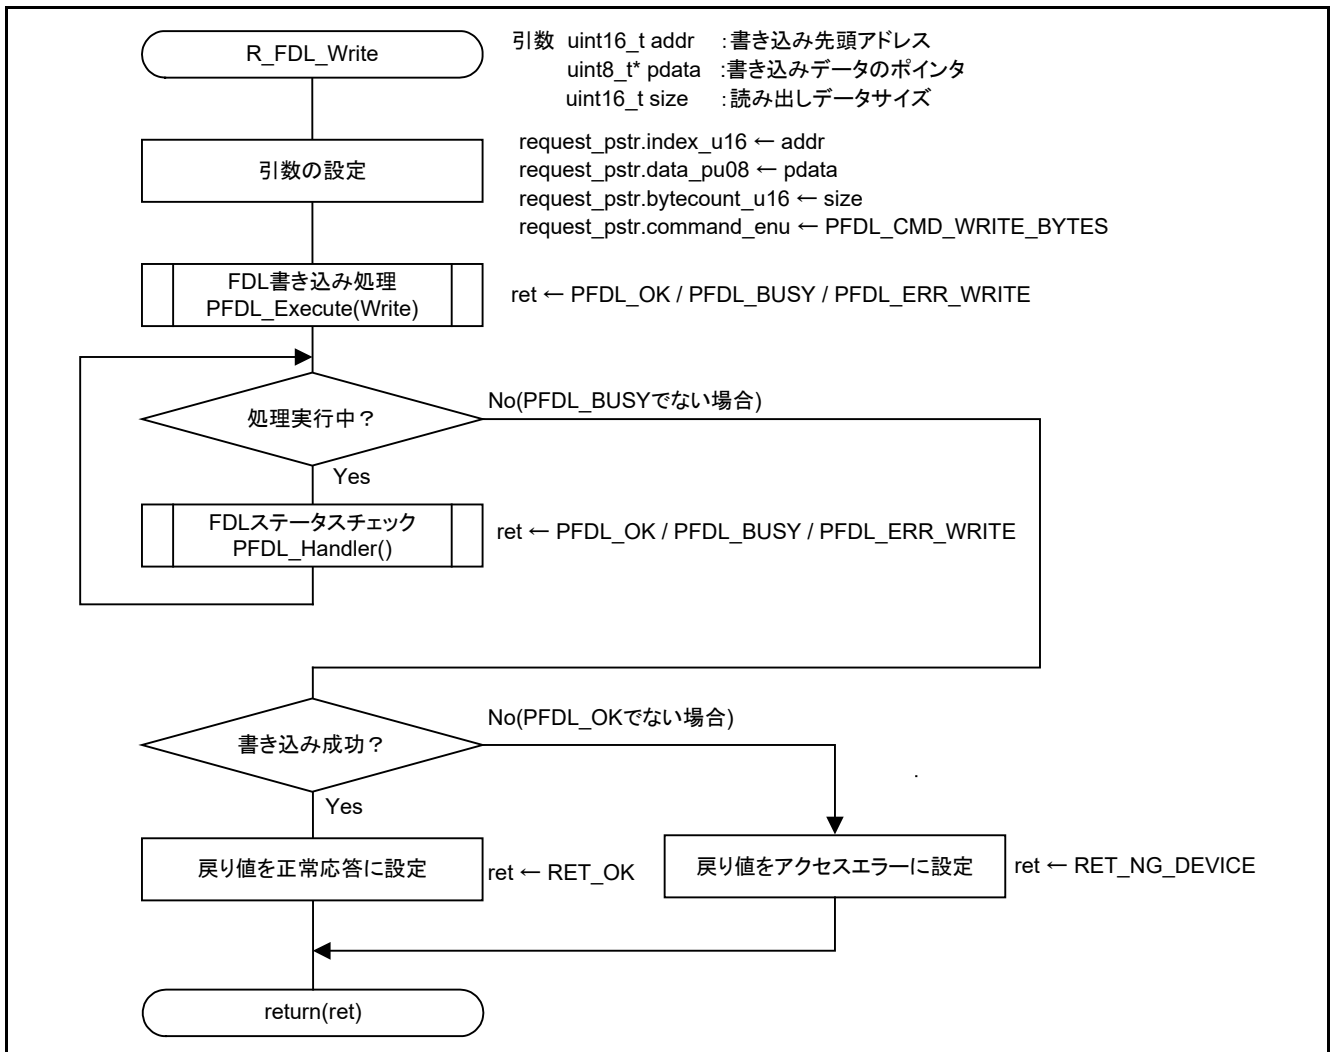 R_FDL_Write
引数 uint16_t addr :書き込み先頭アドレス
uint8_t* pdata :書き込みデータのポインタ
uint16_t size :読み出しデータサイズ
引数の設定
request_pstr.index_u16 ← addr
request_pstr.data_pu08 ← pdata
request_pstr.bytecount_u16 ← size
request_pstr.command_enu ← PFDL_CMD_WRITE_BYTES
FDL書き込み処理
PFDL_Execute(Write)
ret ← PFDL_OK / PFDL_BUSY / PFDL_ERR_WRITE
処理実行中？
No(PFDL_BUSYでない場合)
Yes
FDLステータスチェック
PFDL_Handler()
ret ← PFDL_OK / PFDL_BUSY / PFDL_ERR_WRITE
書き込み成功？
No(PFDL_OKでない場合)
Yes
戻り値を正常応答に設定
ret ← RET_OK
戻り値をアクセスエラーに設定
ret ← RET_NG_DEVICE
return(ret)